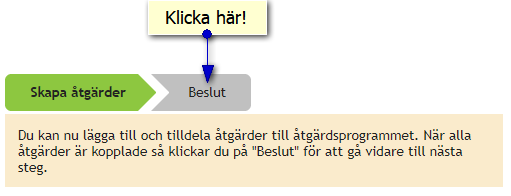 Klicka här!
Skapa åtgärder
Beslut
Du kan nu lägga till och tilldela åtgärder till åtgärdsprogrammet. När alla
åtgärder är kopplade så klickar du på "Beslut" för att gå vidare till nästa
steg.